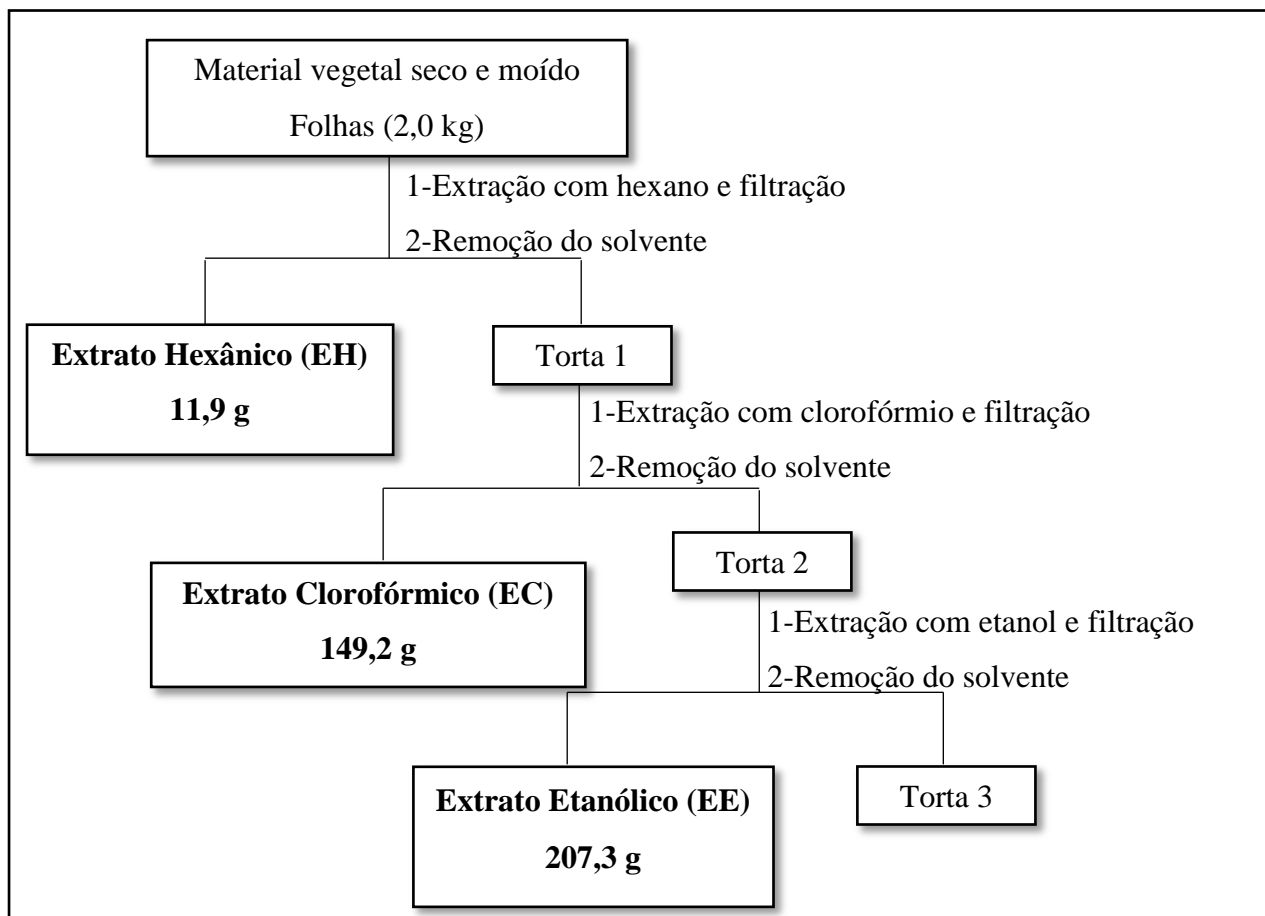 Material vegetal seco e moído
Folhas (2,0 kg)
1-Extração com hexano e filtração
2-Remoção do solvente
Extrato Hexânico (EH)
11,9 g
Torta 1
1-Extração com clorofórmio e filtração
2-Remoção do solvente
Extrato Clorofórmico (EC)
149,2 g
Torta 2
1-Extração com etanol e filtração
2-Remoção do solvente
Extrato Etanólico (EE)
207,3 g
Torta 3